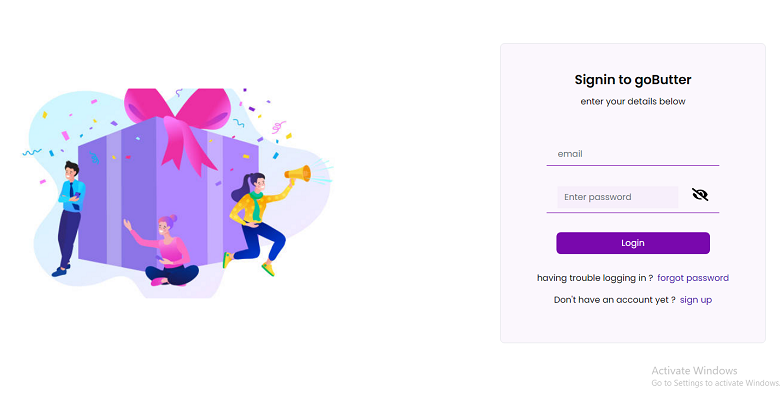 Signin to goButter
enter your details below
email
Enter password
Login
having trouble logging in ? forgot password
Don't have an account yet ? sign up
Activate Windows
Go to Settings to activate Windows.